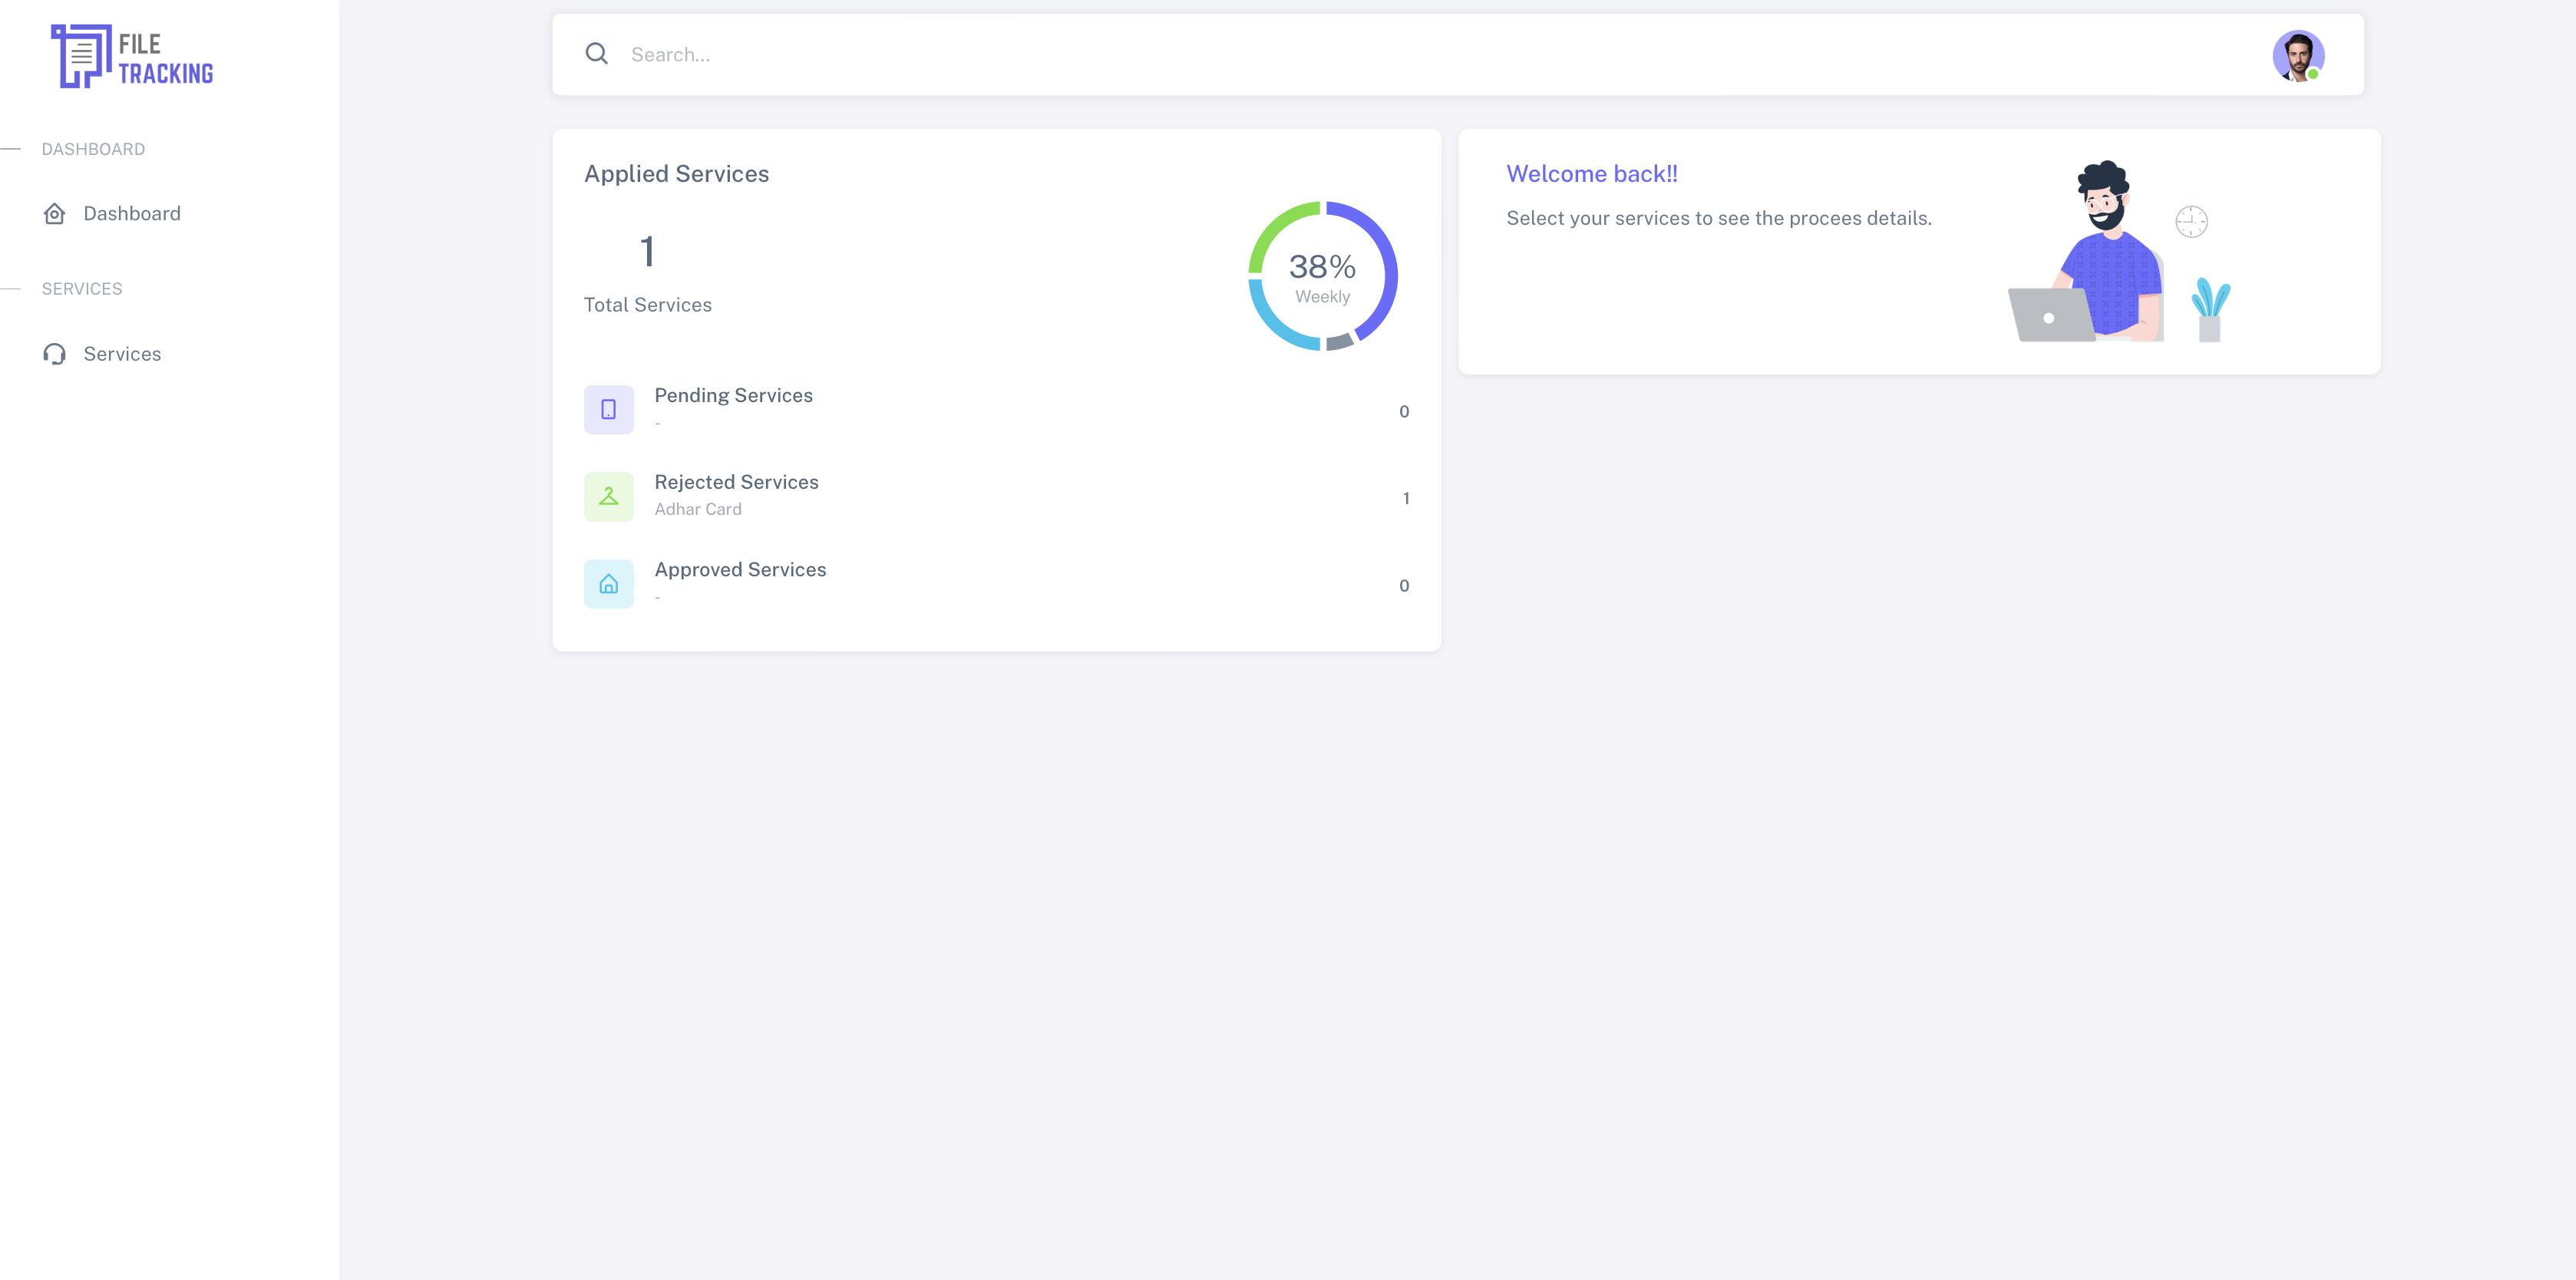 FILE
TRACKING
DASHBOARD
Dashboard
SERVICES
Services
Search...
Applied Services
1
Total Services
38%
Weekly
Pending Services
-
0
Rejected Services
Adhar Card
1
Approved Services
-
0
Welcome back!!
Select your services to see the procees details.